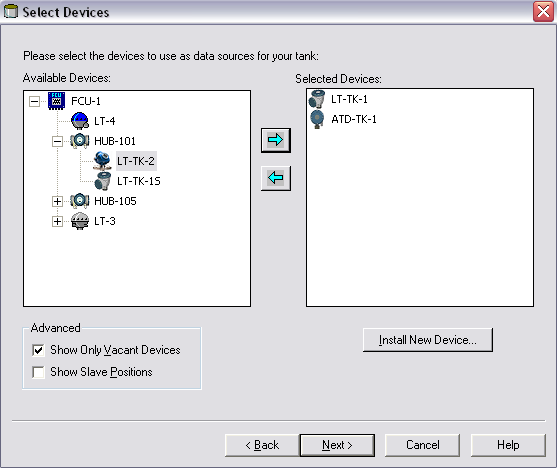 Select Devices
Please select the devices to use as data sources for your tank:
Available Devices:
Selected Devices:
FCU
FCU-1
LT-4
HUB-101
LT-TK-2
LT-TK-1S
HUB-105
LT-3
LT-TK-1
ATD-TK-1
Advanced
Show Only Vacant Devices
Show Slave Positions
Install New Device...
< Back
Next >
Cancel
Help